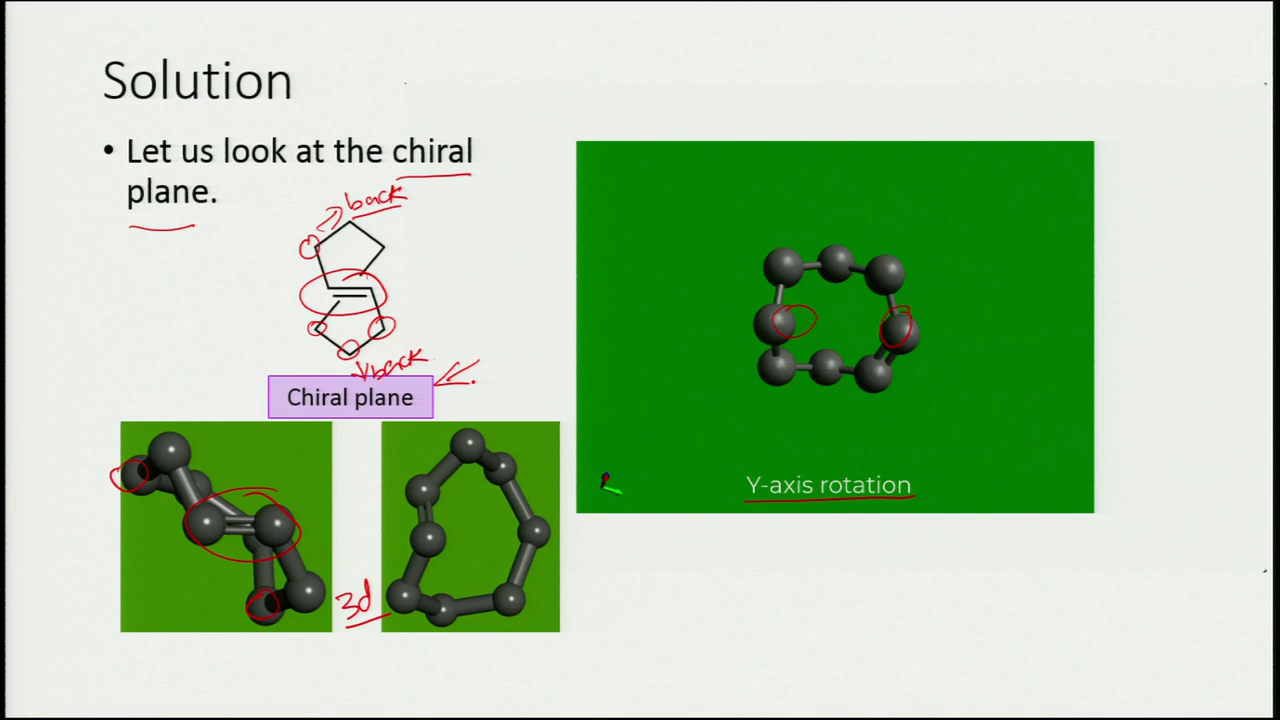 Solution
• Let us look at the chiral
plane.
back
back
Chiral plane
3d
Y-axis rotation